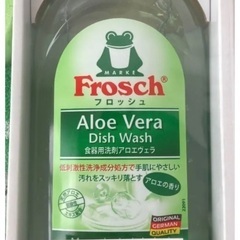 MARKE
Frosch
フロッシュ
Aloe Vera
Dish Wash
食器用洗剤アロエヴェラ
低刺激性洗浄成分処方で手肌にやさしい
汚れをスッキリ落とす
アロエの香り
ORIGINAL
GERMAN
QUALITY